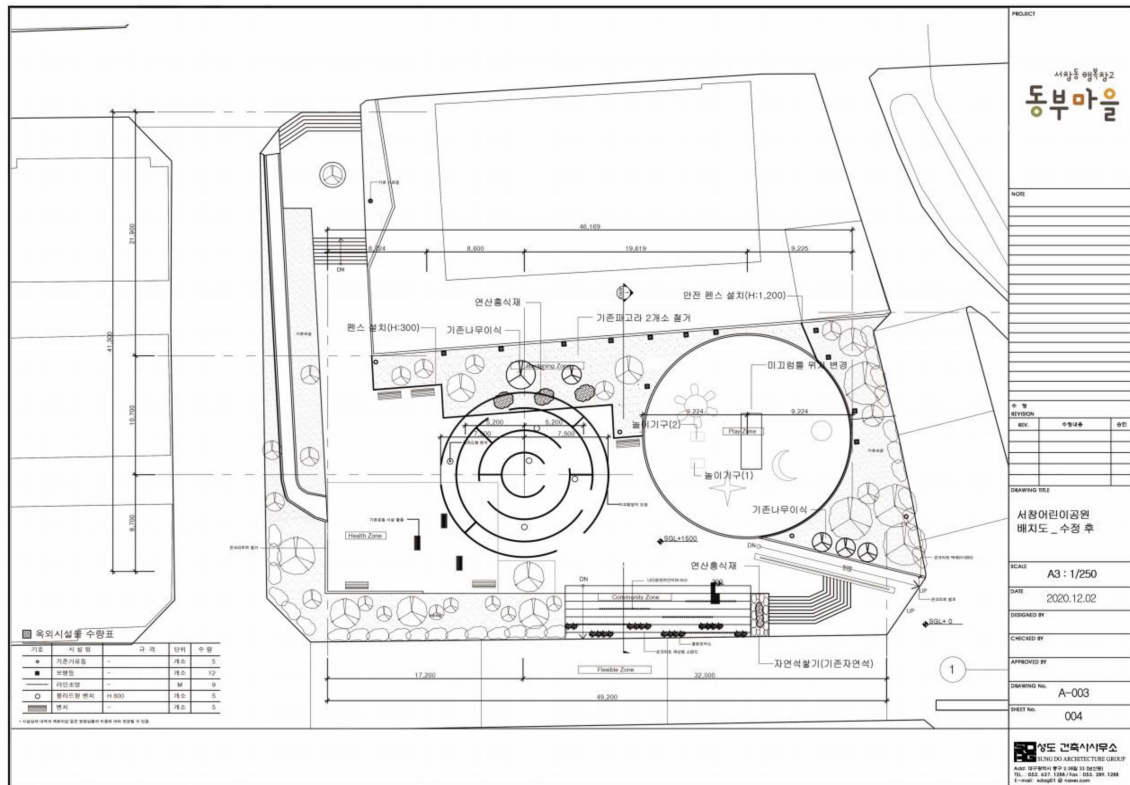 PROJECT
서창동 행복창고
동부마을
NOTE
수 정
REVISION
REV.
수정내용
승인
DRAWING TITLE
서창어린이공원
배치도 _ 수정 후
SCALE
A3 : 1/250
DATE
2020.12.02
DESIGNED BY
CHECKED BY
APPROVED BY
DRAWING No.
A-003
SHEET No.
004
성도 건축사사무소
SUNG DO ARCHITECTURE GROUP
46,169
8,600
19,619
9,225
21,900
41,300
10,700
8,700
DN
안전 펜스 설치(H:1,200)
연산홍식재
기존파고라 2개소 철거
펜스 설치(H:300)
기존나무이식
미끄럼틀 위치 변경
9,224
9,224
놀이기구(2)
Play Zone
놀이기구(1)
5,200
5,200
7,500
기존나무이식
Health Zone
SGL+1500
DN
연산홍식재
DN
Community Zone
UP
UP
SGL+ 0
자연석쌓기(기존자연석)
Flexible Zone
17,200
32,000
49,200
1
옥외시설물 수량표
기호 시 설 명 규 격 단위 수 량
기존가로등 - 개소 5
보행등 - 개소 12
라인조명 - M 9
볼라드형 벤치 H 600 개소 5
벤치 - 개소 5